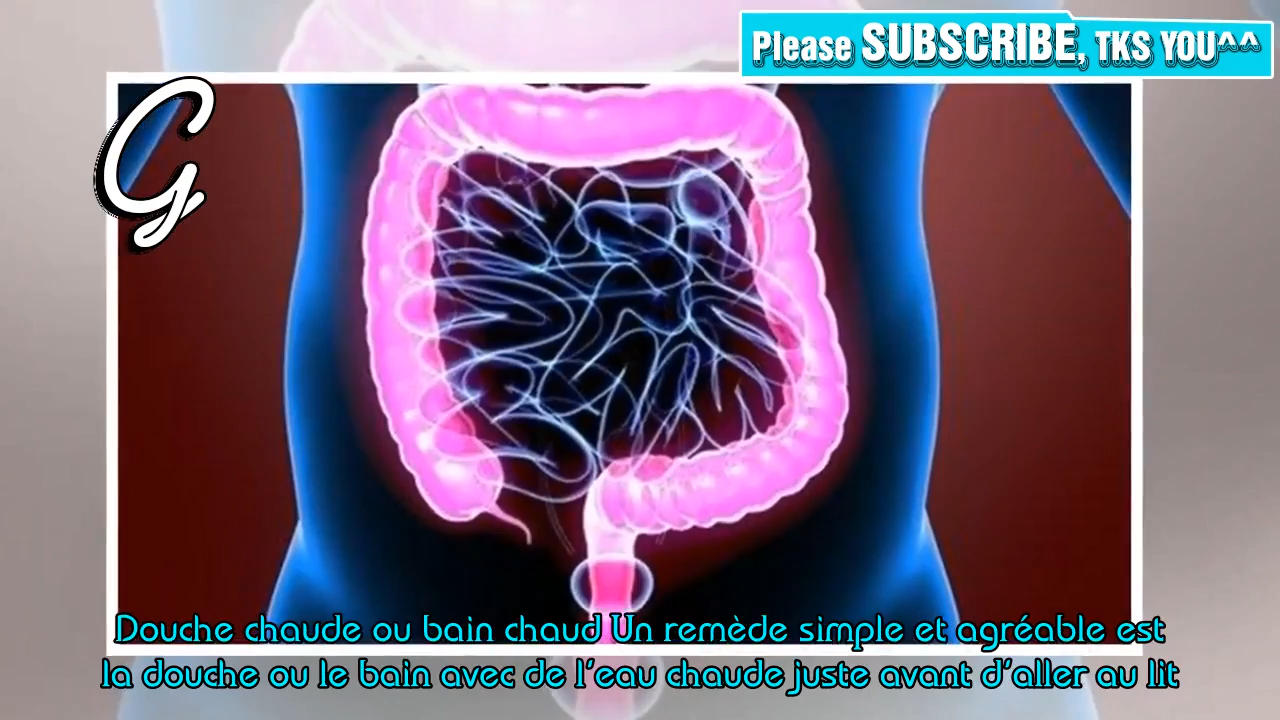 Please SUBSCRIBE, TKS YOU^^
G
Douche chaude ou bain chaud Un remède simple et agréable est
la douche ou le bain avec de l'eau chaude juste avant d'aller au lit